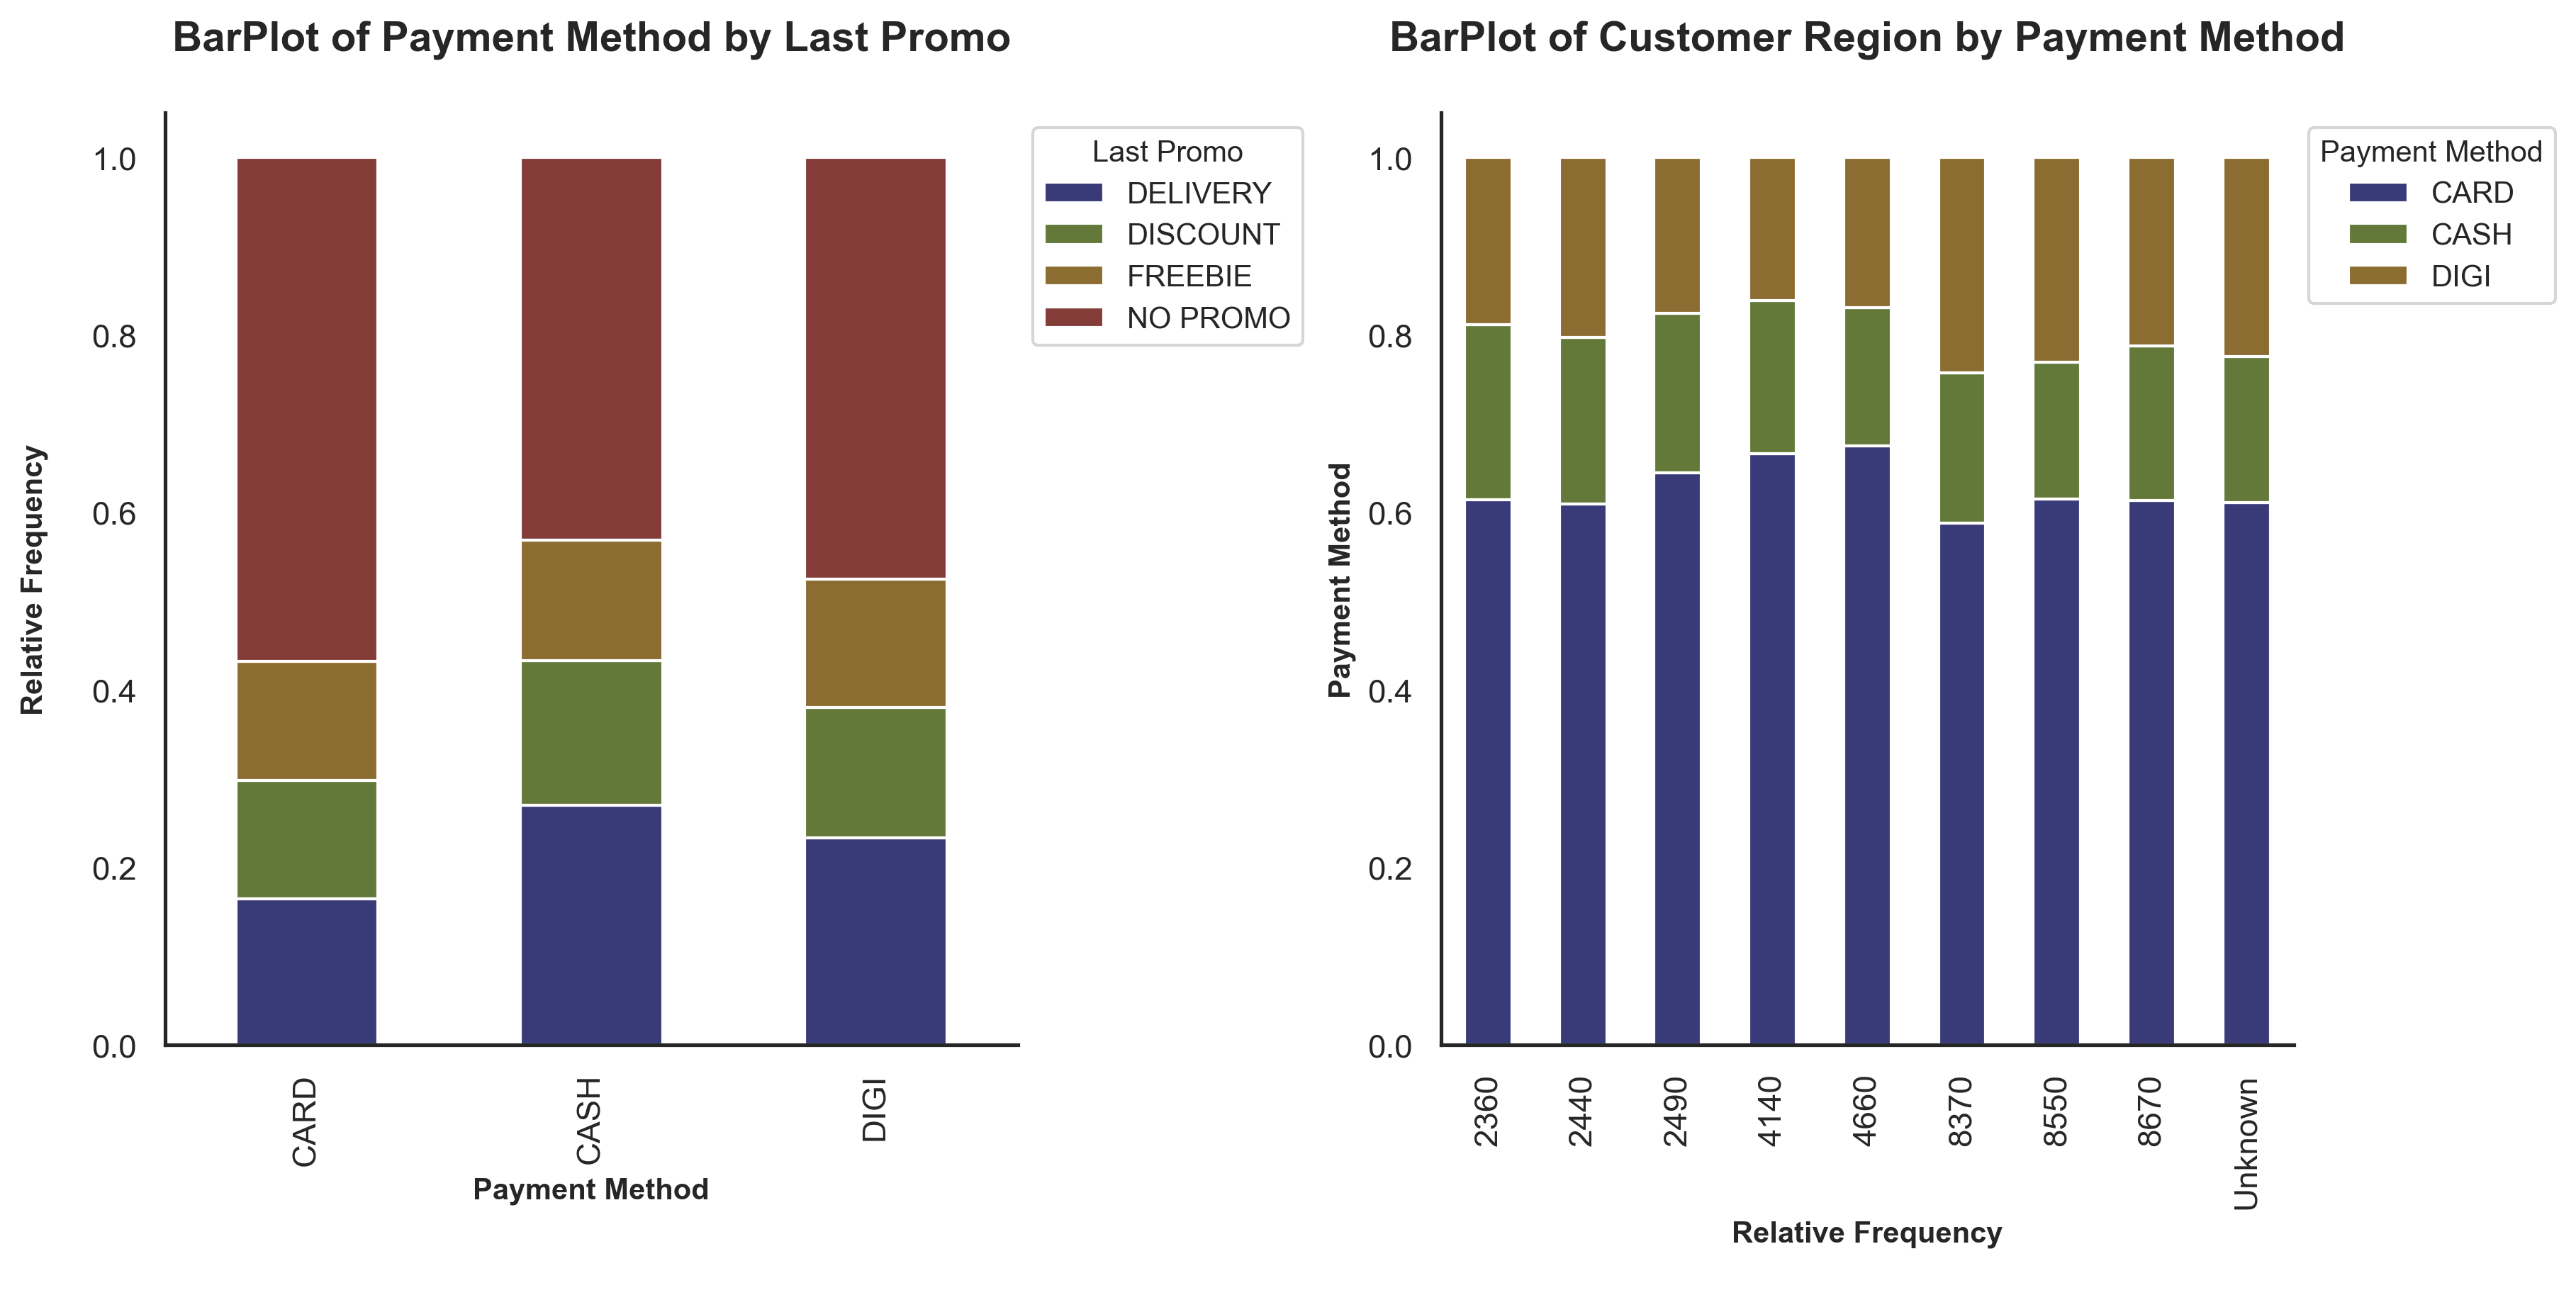 BarPlot of Payment Method by Last Promo
Relative Frequency
1.0
0.8
0.6
0.4
0.2
0.0
CARD
CASH
DIGI
Payment Method
Last Promo
DELIVERY
DISCOUNT
FREEBIE
NO PROMO
BarPlot of Customer Region by Payment Method
Payment Method
1.0
0.8
0.6
0.4
0.2
0.0
2360
2440
2490
4140
4660
8370
8550
8670
Unknown
Relative Frequency
Payment Method
CARD
CASH
DIGI